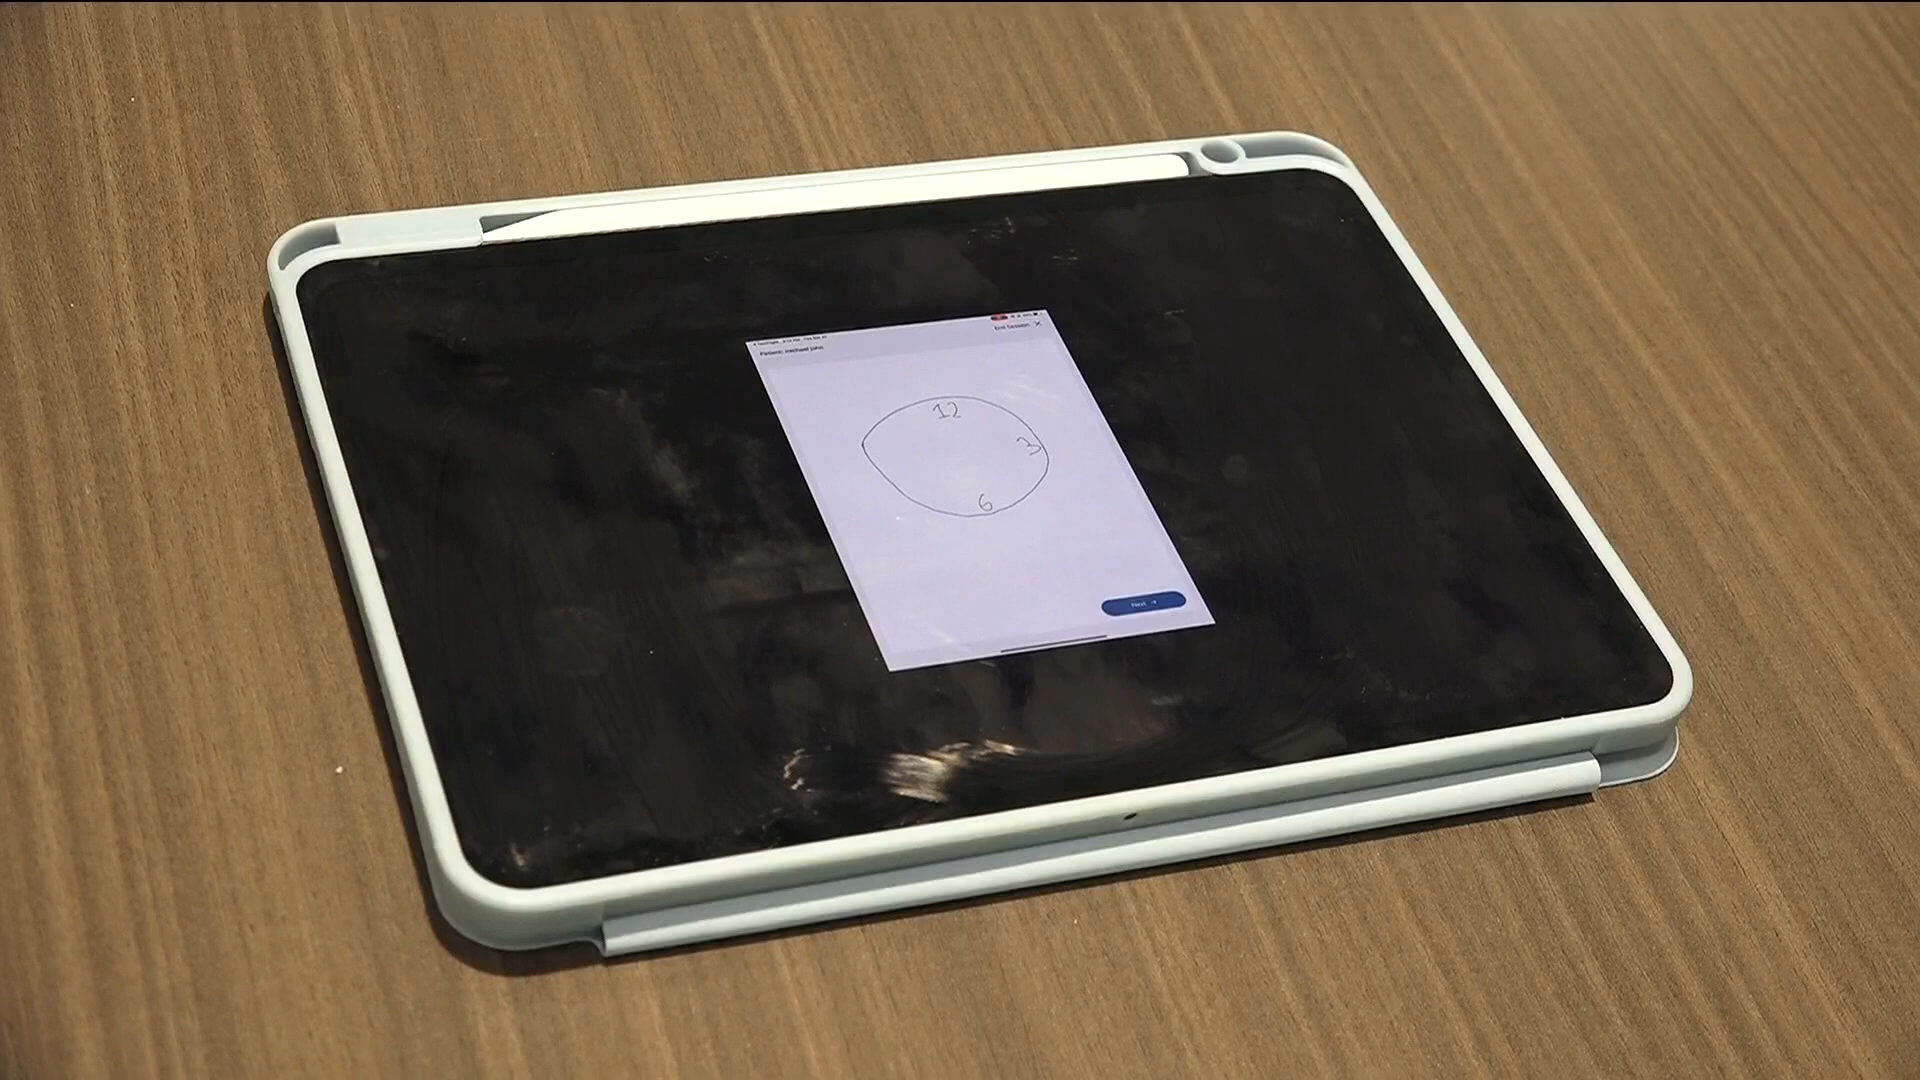 End Session ✕
Patient: michael john
12
3
6
Next →